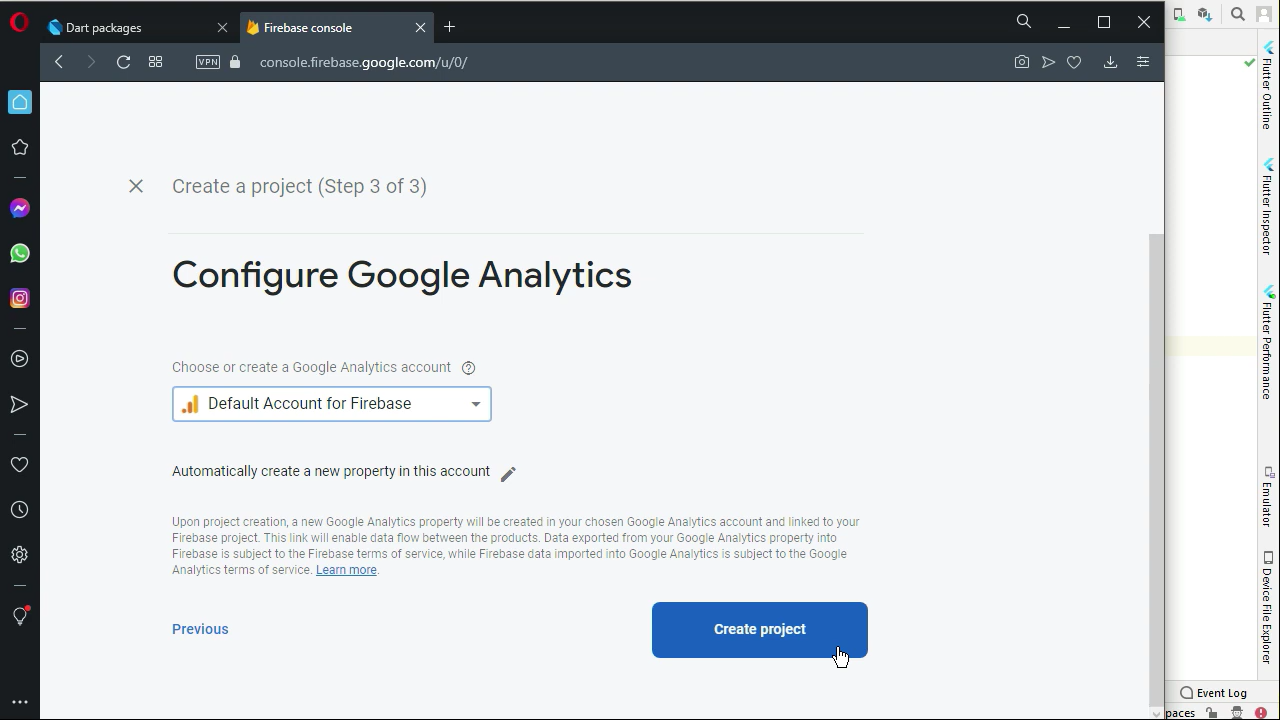 Dart packages
Firebase console
VPN
console.firebase.google.com/u/0/
Create a project (Step 3 of 3)
Configure Google Analytics
Choose or create a Google Analytics account
Default Account for Firebase
Automatically create a new property in this account
Upon project creation, a new Google Analytics property will be created in your chosen Google Analytics account and linked to your
Firebase project. This link will enable data flow between the products. Data exported from your Google Analytics property into
Firebase is subject to the Firebase terms of service, while Firebase data imported into Google Analytics is subject to the Google
Analytics terms of service. Learn more.
Previous
Create project
Flutter Outline
Flutter Inspector
Flutter Performance
Emulator
Device File Explorer
Event Log
paces